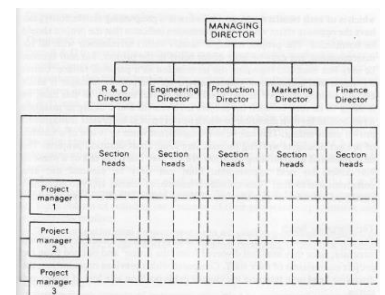 MANAGING
DIRECTOR
R & D
Director
Engineering
Director
Production
Director
Marketing
Director
Finance
Director
Section
heads
Section
heads
Section
heads
Section
heads
Section
heads
Project
manager
1
Project
manager
2
Project
manager
3